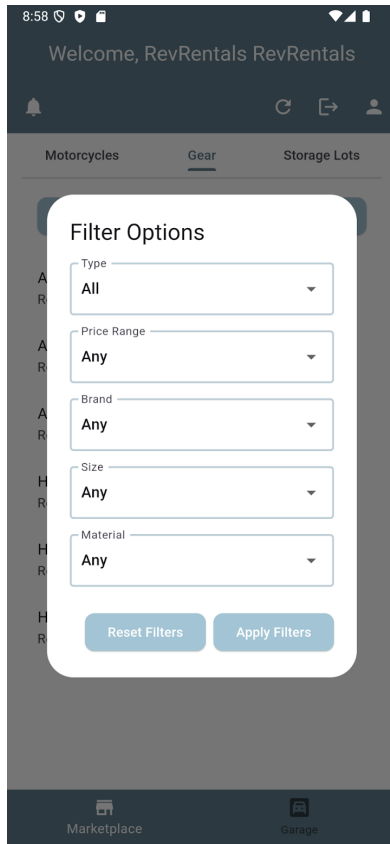 8:58
Welcome, RevRentals RevRentals
Motorcycles Gear Storage Lots
Filter Options
Type
All
Price Range
Any
Brand
Any
Size
Any
Material
Any
Reset Filters Apply Filters
Marketplace Garage